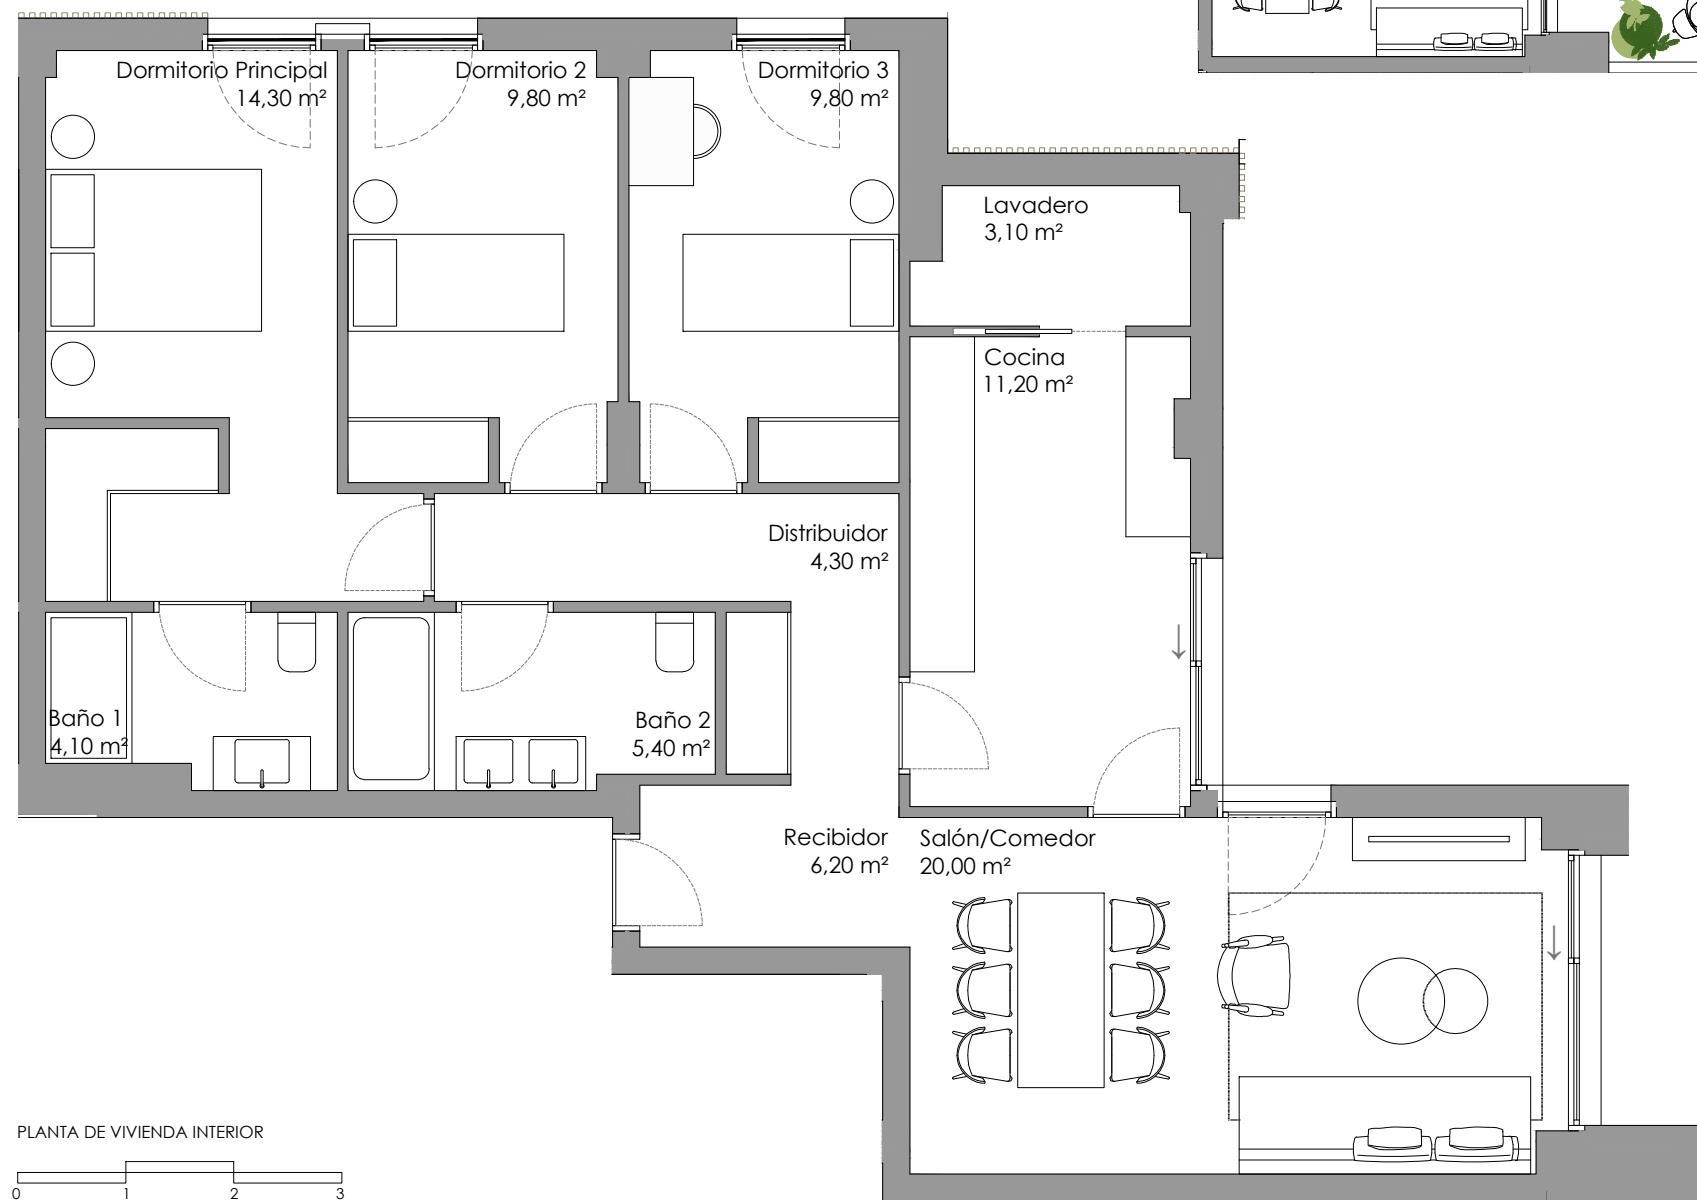 Dormitorio Principal
14,30 m²
Dormitorio 2
9,80 m²
Dormitorio 3
9,80 m²
Lavadero
3,10 m²
Cocina
11,20 m²
Distribuidor
4,30 m²
Baño 1
4,10 m²
Baño 2
5,40 m²
Recibidor
6,20 m²
Salón/Comedor
20,00 m²
PLANTA DE VIVIENDA INTERIOR
0 1 2 3